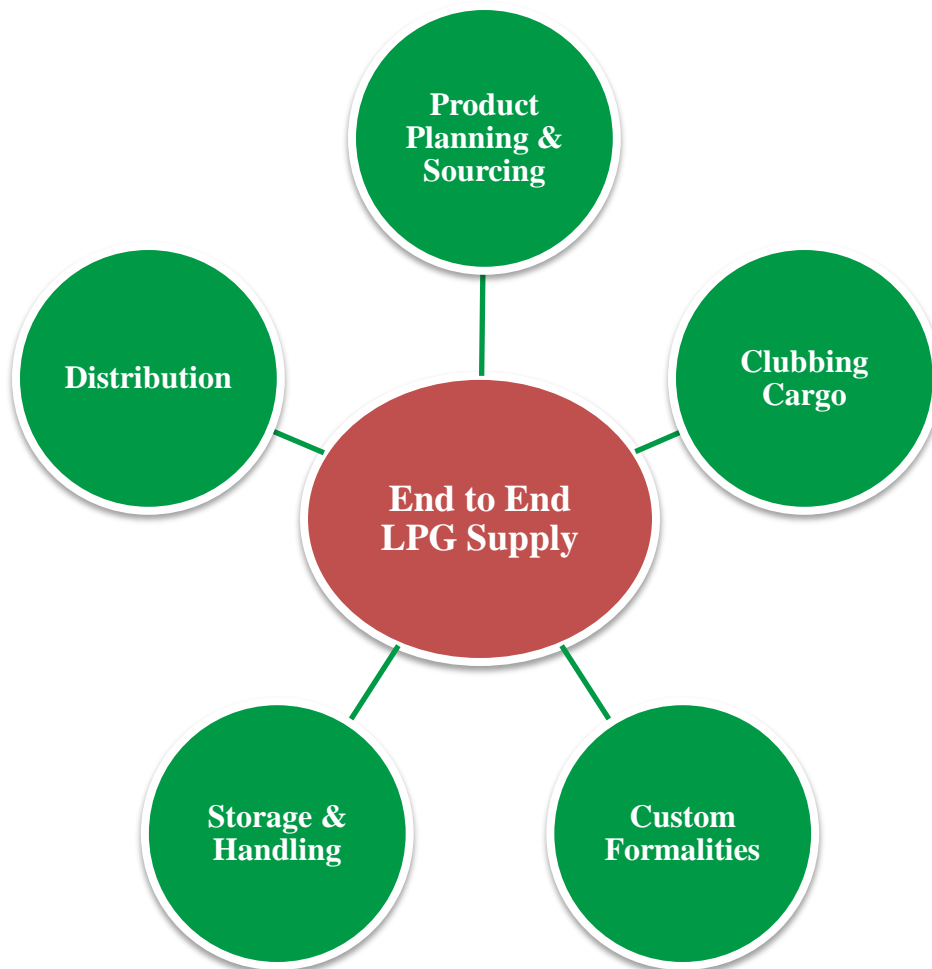 Product
Planning &
Sourcing
Clubbing
Cargo
Custom
Formalities
Storage &
Handling
Distribution
End to End
LPG Supply